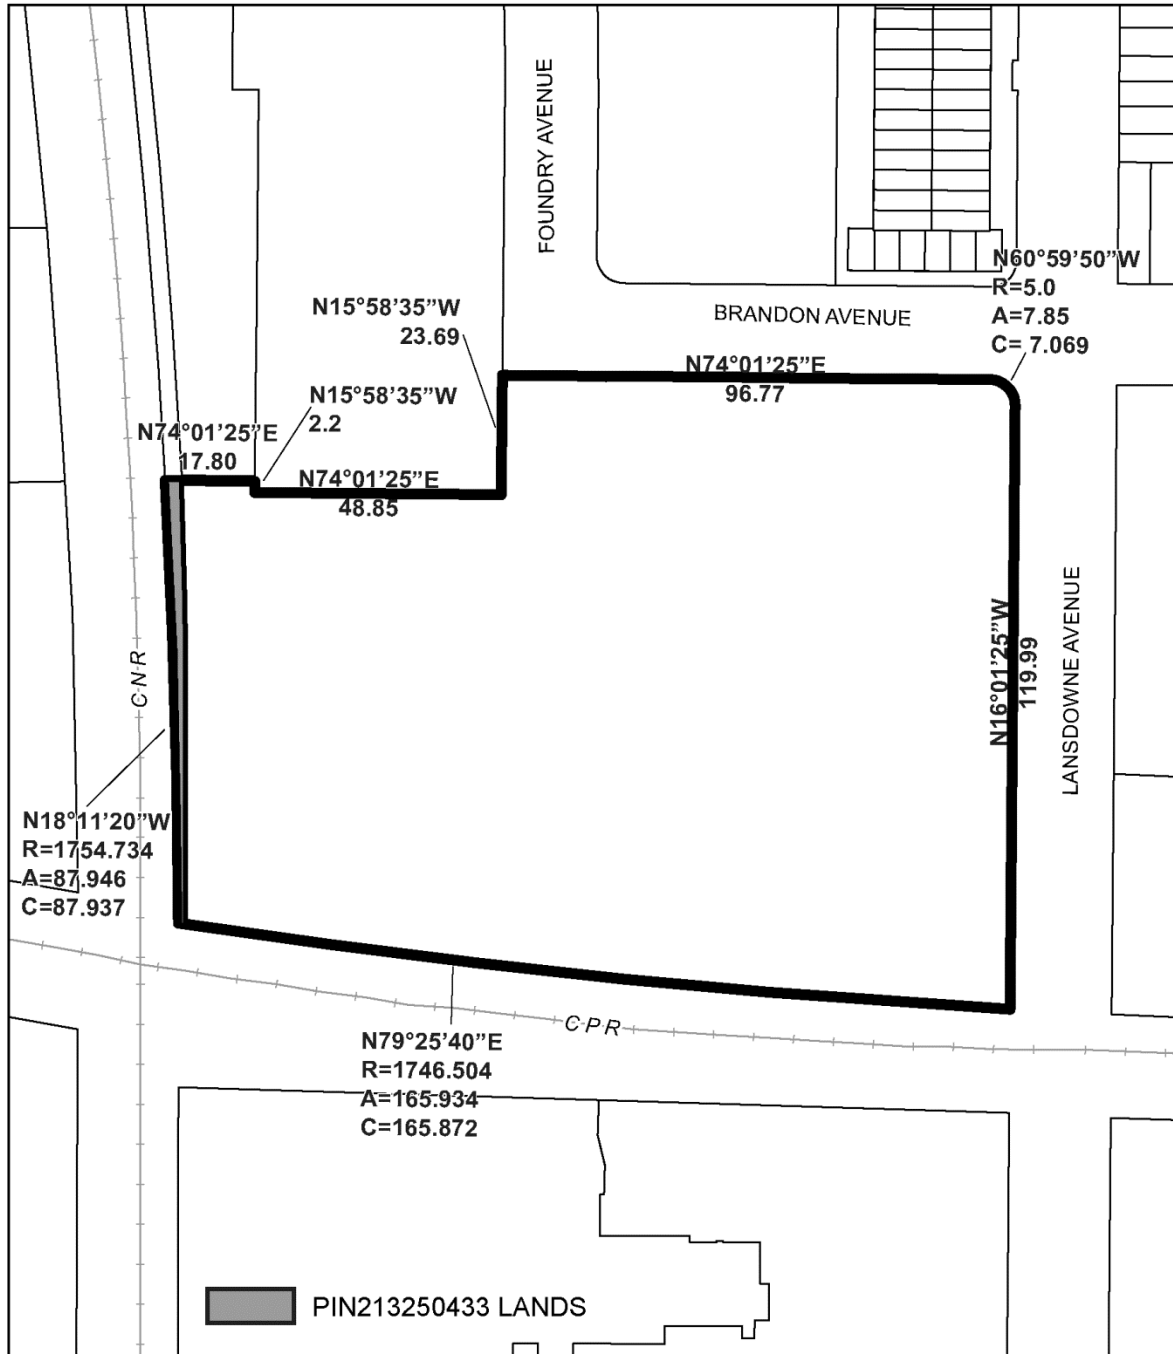 FOUNDRY AVENUE
N60°59’50”W
R=5.0
A=7.85
C= 7.069
BRANDON AVENUE
N15°58’35”W
23.69
N74°01’25”E
96.77
N15°58’35”W
2.2
N74°01’25”E
17.80
N74°01’25”E
48.85
N16°01’25”W
119.99
LANSDOWNE AVENUE
C-N-R
N18°11’20”W
R=1754.734
A=87.946
C=87.937
C-P-R
N79°25’40”E
R=1746.504
A=165.934
C=165.872
PIN213250433 LANDS